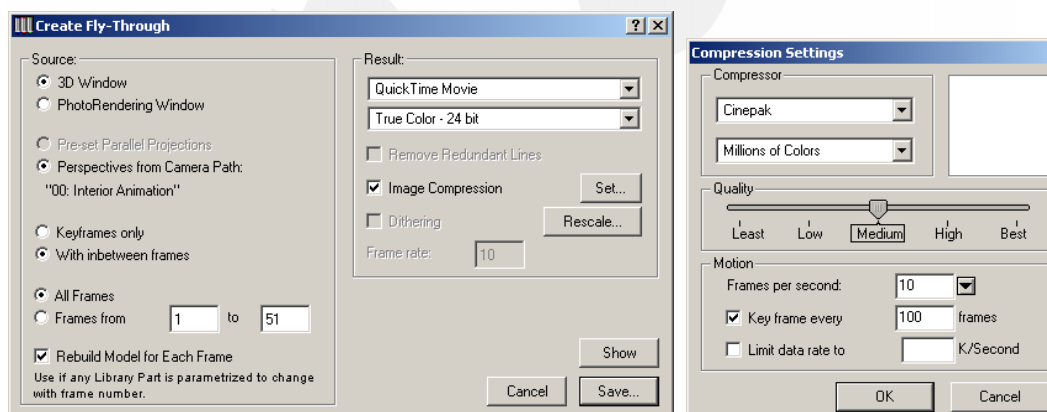 Create Fly-Through
Source:
3D Window
PhotoRendering Window
Pre-set Parallel Projections
Perspectives from Camera Path:
"00: Interior Animation"
Keyframes only
With inbetween frames
All Frames
Frames from 1 to 51
Rebuild Model for Each Frame
Use if any Library Part is parametrized to change
with frame number.
Result:
QuickTime Movie
True Color - 24 bit
Remove Redundant Lines
Image Compression Set...
Dithering Rescale...
Frame rate: 10
Show
Cancel Save...
Compression Settings
Compressor
Cinepak
Millions of Colors
Quality
Least Low Medium High Best
Motion
Frames per second: 10
Key frame every 100 frames
Limit data rate to K/Second
OK Cancel